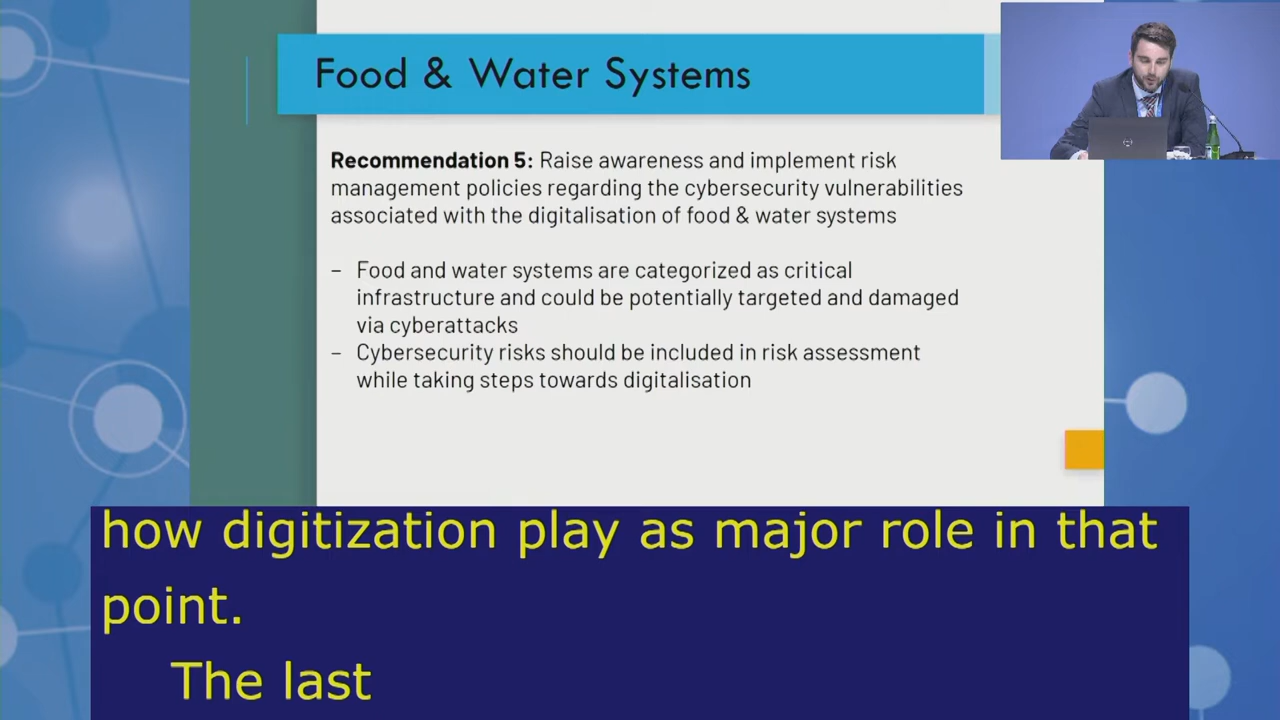 Food & Water Systems
Recommendation 5: Raise awareness and implement risk
management policies regarding the cybersecurity vulnerabilities
associated with the digitalisation of food & water systems
– Food and water systems are categorized as critical
infrastructure and could be potentially targeted and damaged
via cyberattacks
– Cybersecurity risks should be included in risk assessment
while taking steps towards digitalisation
how digitization play as major role in that
point.
The last